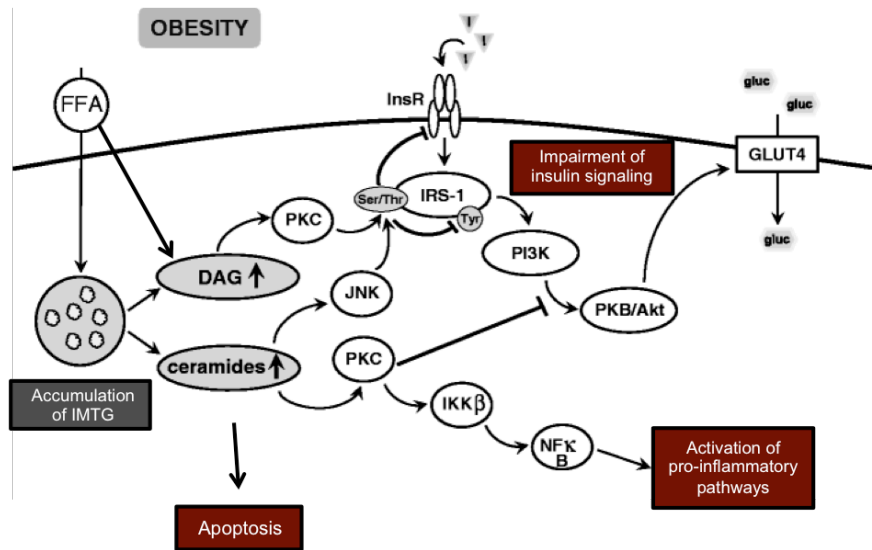 OBESITY
I
I
I
FFA
InsR
gluc
gluc
Impairment of
insulin signaling
GLUT4
Ser/Thr
IRS-1
Tyr
PKC
gluc
PI3K
DAG
JNK
PKB/Akt
ceramides
PKC
Accumulation
of IMTG
IKKβ
NFκ
B
Activation of
pro-inflammatory
pathways
Apoptosis